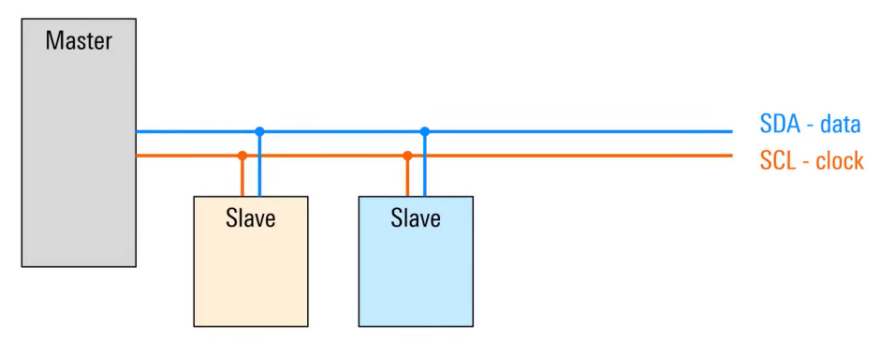 Master
SDA - data
SCL - clock
Slave
Slave